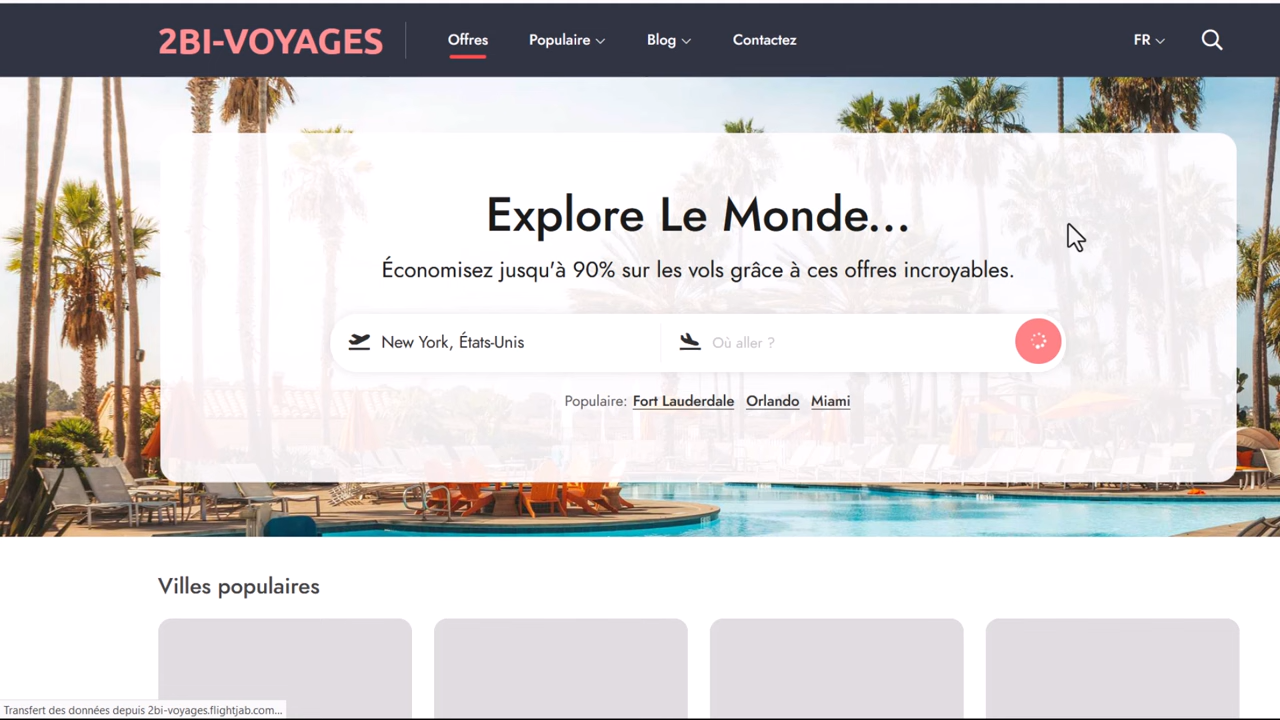 2BI-VOYAGES
Offres
Populaire
Blog
Contactez
FR
Explore Le Monde...
Économisez jusqu'à 90% sur les vols grâce à ces offres incroyables.
New York, États-Unis
Où aller ?
Populaire: Fort Lauderdale Orlando Miami
Villes populaires
Transfert des données depuis 2bi-voyages.flightjab.com...